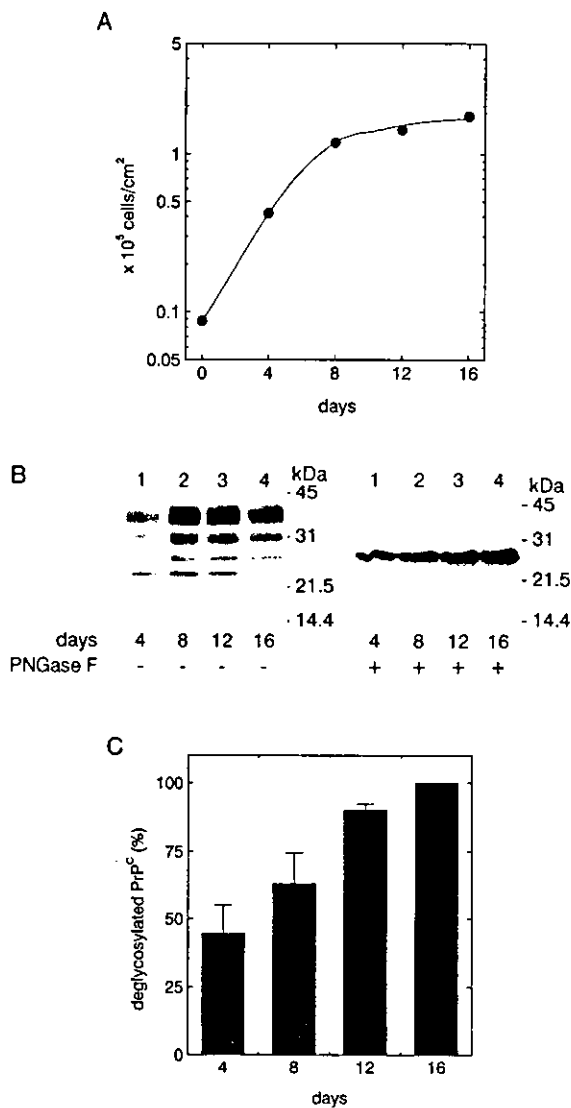 A
5
1
0.5
0.1
0.05
x 10⁵ cells/cm²
0 4 8 12 16
days
B
1 2 3 4 kDa
- 45
- 31
- 21.5
- 14.4
days 4 8 12 16
PNGase F - - - -
1 2 3 4 kDa
- 45
- 31
- 21.5
- 14.4
4 8 12 16
+ + + +
C
100
75
50
25
0
deglycosylated PrPᶜ (%)
4 8 12 16
days